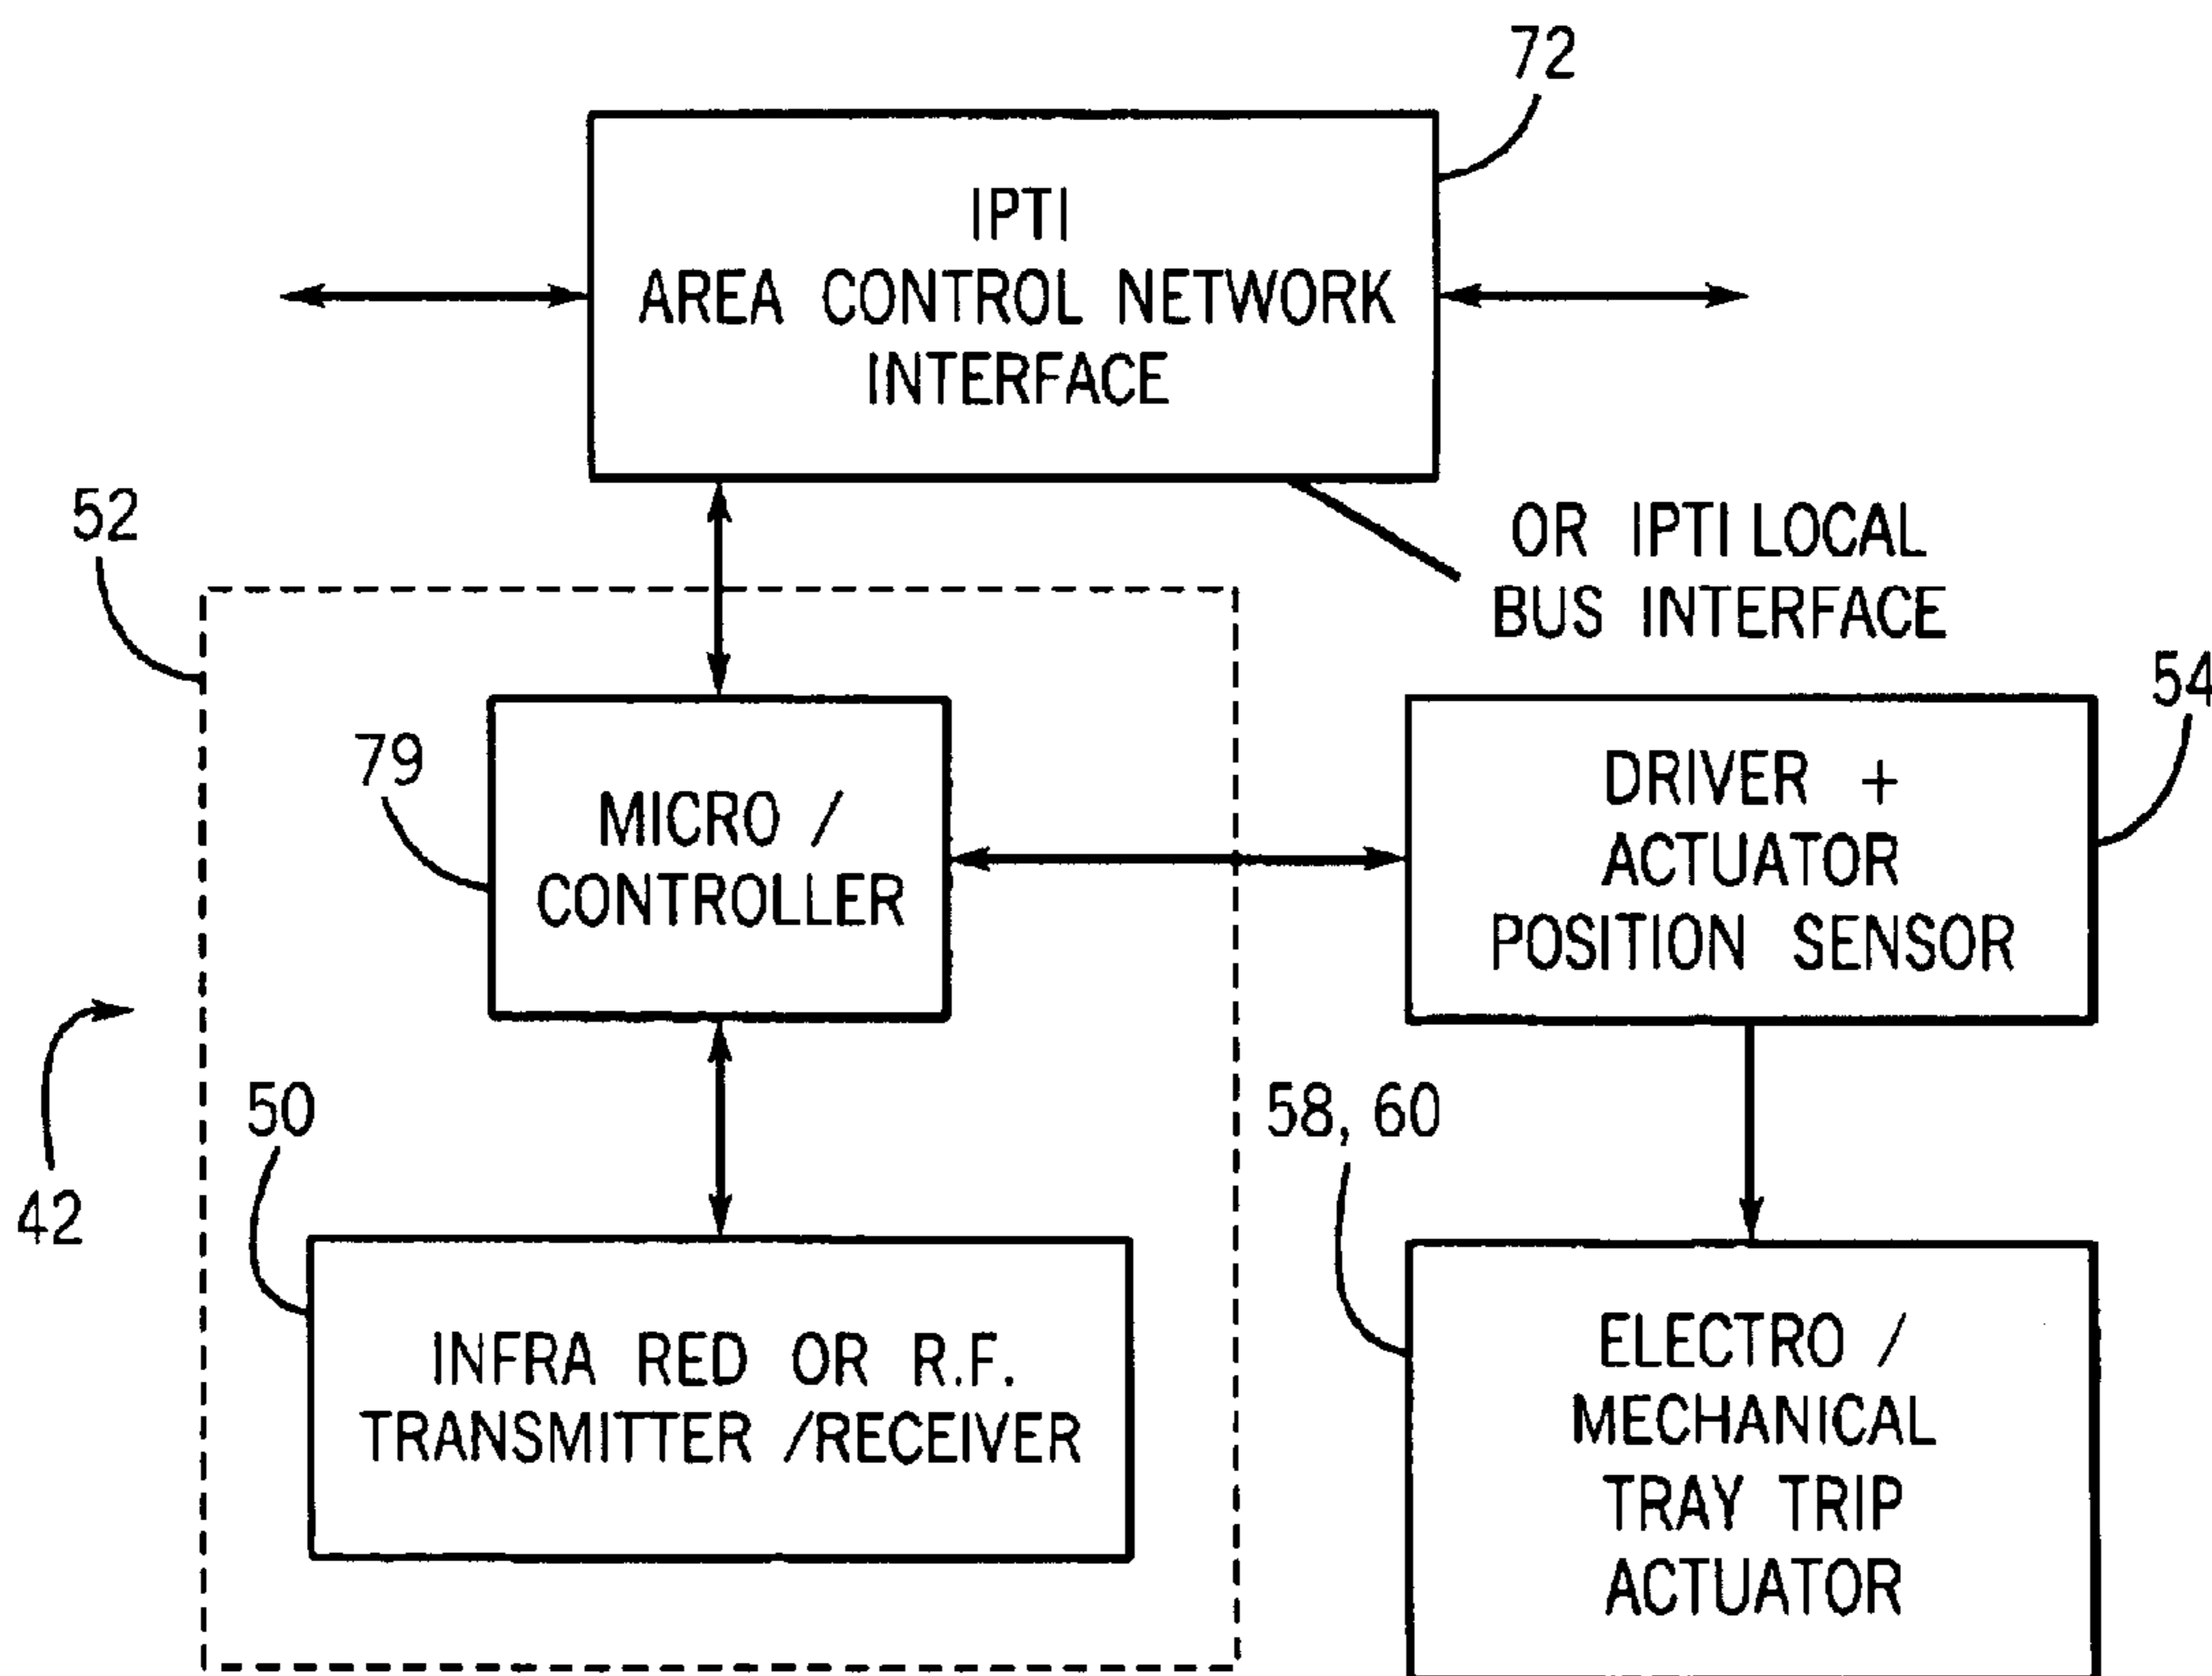 72
IPTI
AREA CONTROL NETWORK
INTERFACE
52
OR IPTI LOCAL
BUS INTERFACE
54
79
MICRO /
CONTROLLER
DRIVER +
ACTUATOR
POSITION SENSOR
42
50
58, 60
INFRA RED OR R.F.
TRANSMITTER /RECEIVER
ELECTRO /
MECHANICAL
TRAY TRIP
ACTUATOR